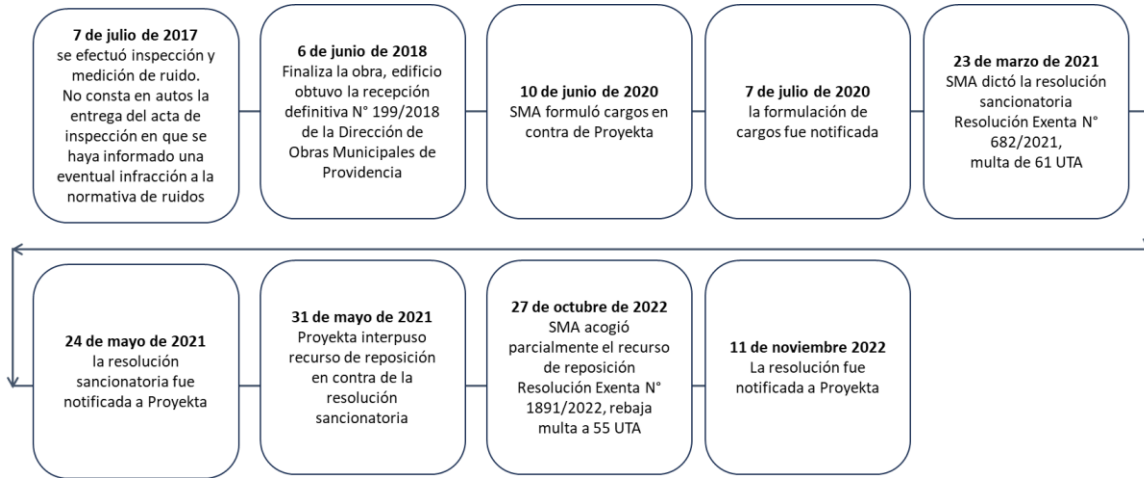 7 de julio de 2017
se efectuó inspección y
medición de ruido.
No consta en autos la
entrega del acta de
inspección en que se
haya informado una
eventual infracción a la
normativa de ruidos
6 de junio de 2018
Finaliza la obra, edificio
obtuvo la recepción
definitiva N° 199/2018
de la Dirección de
Obras Municipales de
Providencia
10 de junio de 2020
SMA formuló cargos en
contra de Proyekta
7 de julio de 2020
la formulación de
cargos fue notificada
23 de marzo de 2021
SMA dictó la resolución
sancionatoria
Resolución Exenta N°
682/2021,
multa de 61 UTA
24 de mayo de 2021
la resolución
sancionatoria fue
notificada a Proyekta
31 de mayo de 2021
Proyekta interpuso
recurso de reposición
en contra de la
resolución
sancionatoria
27 de octubre de 2022
SMA acogió
parcialmente el recurso
de reposición
Resolución Exenta N°
1891/2022, rebaja
multa a 55 UTA
11 de noviembre 2022
La resolución fue
notificada a Proyekta